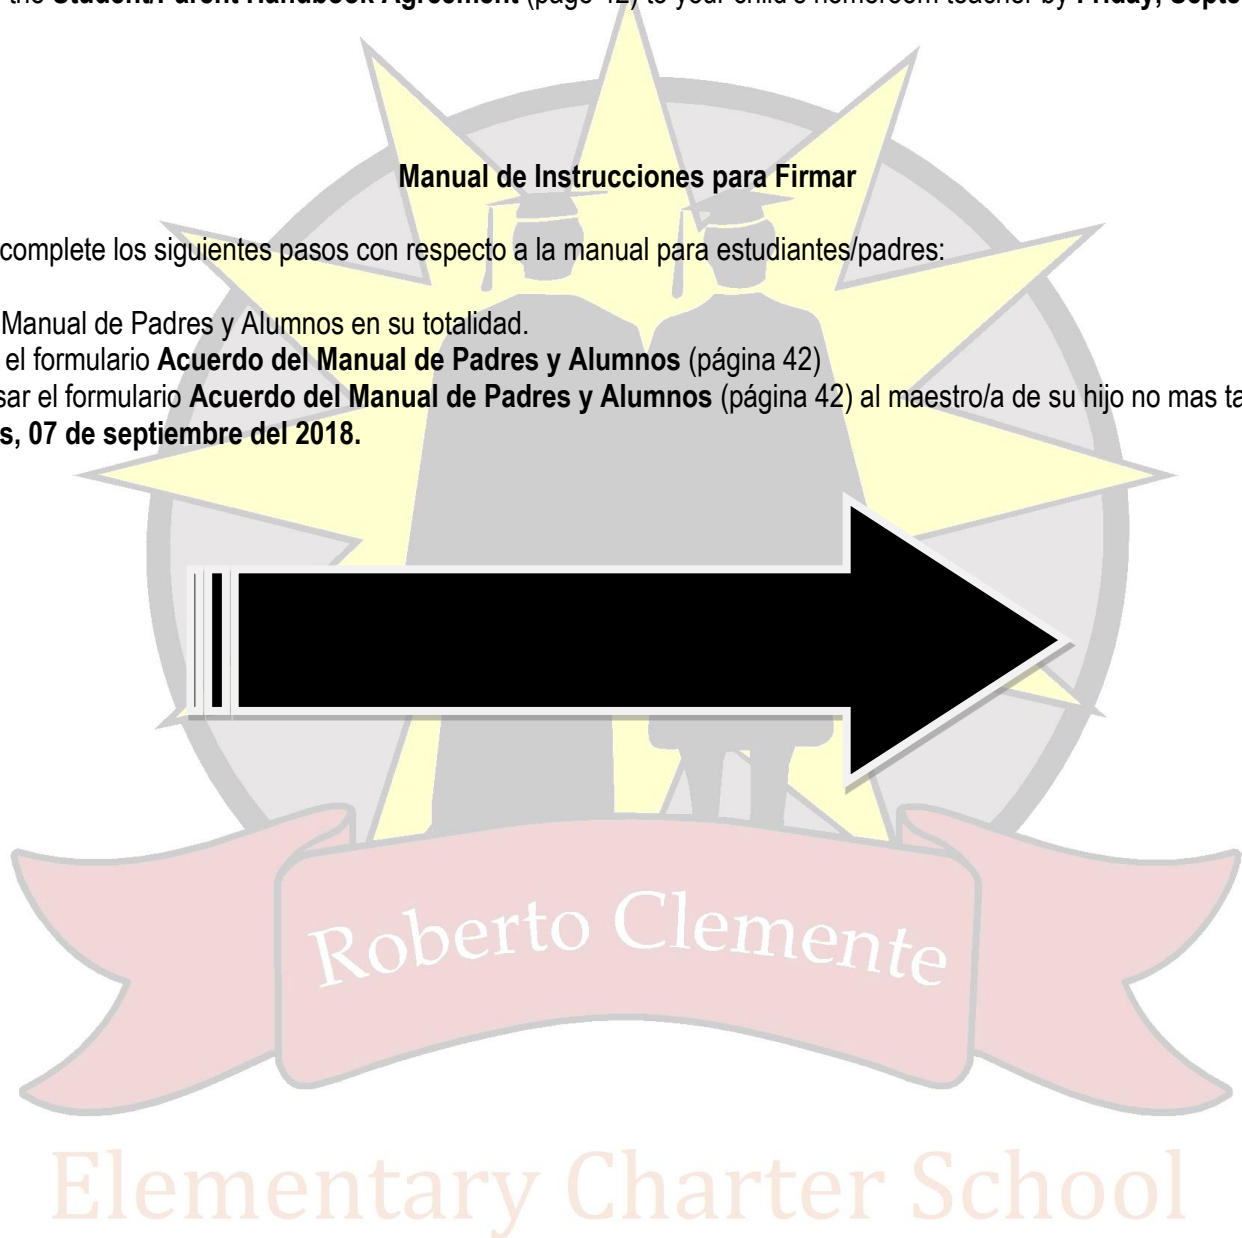 the Student/Parent Handbook Agreement (page 42) to your child's homeroom teacher by Friday,
Manual de Instrucciones para Firmar
complete los siguientes pasos con respecto a la manual para estudiantes/padres:
Manual de Padres y Alumnos en su totalidad.
el formulario Acuerdo del Manual de Padres y Alumnos (página 42)
el formulario Acuerdo del Manual de Padres y Alumnos (página 42) al maestro/a de su hijo no mas
07 de septiembre del 2018.
Roberto Clemente
Elementary Charter School